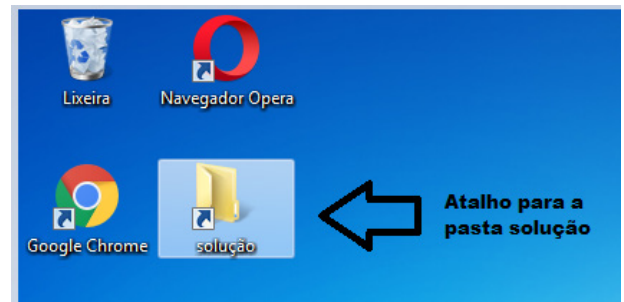 Lixeira
Navegador Opera
Google Chrome
solução
Atalho para a
pasta solução